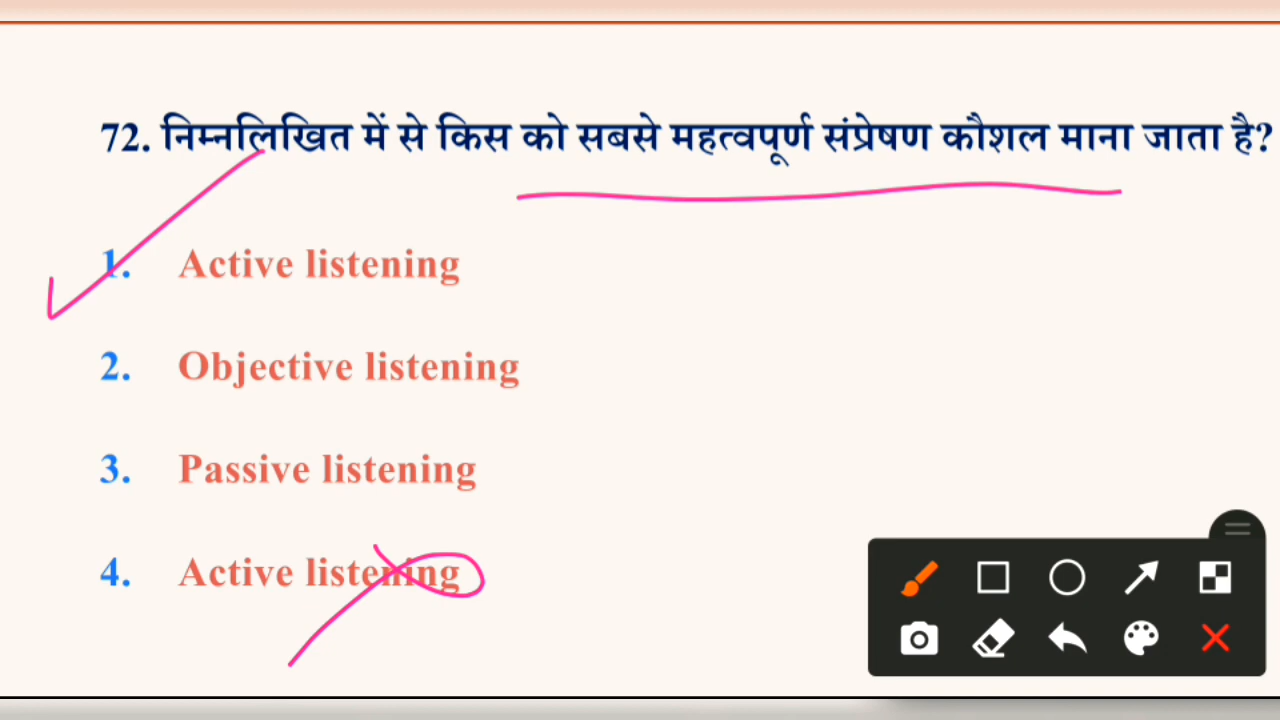 72. निम्नलिखित में से किस को सबसे महत्वपूर्ण संप्रेषण कौशल माना जाता है?
1. Active listening
2. Objective listening
3. Passive listening
4. Active listening